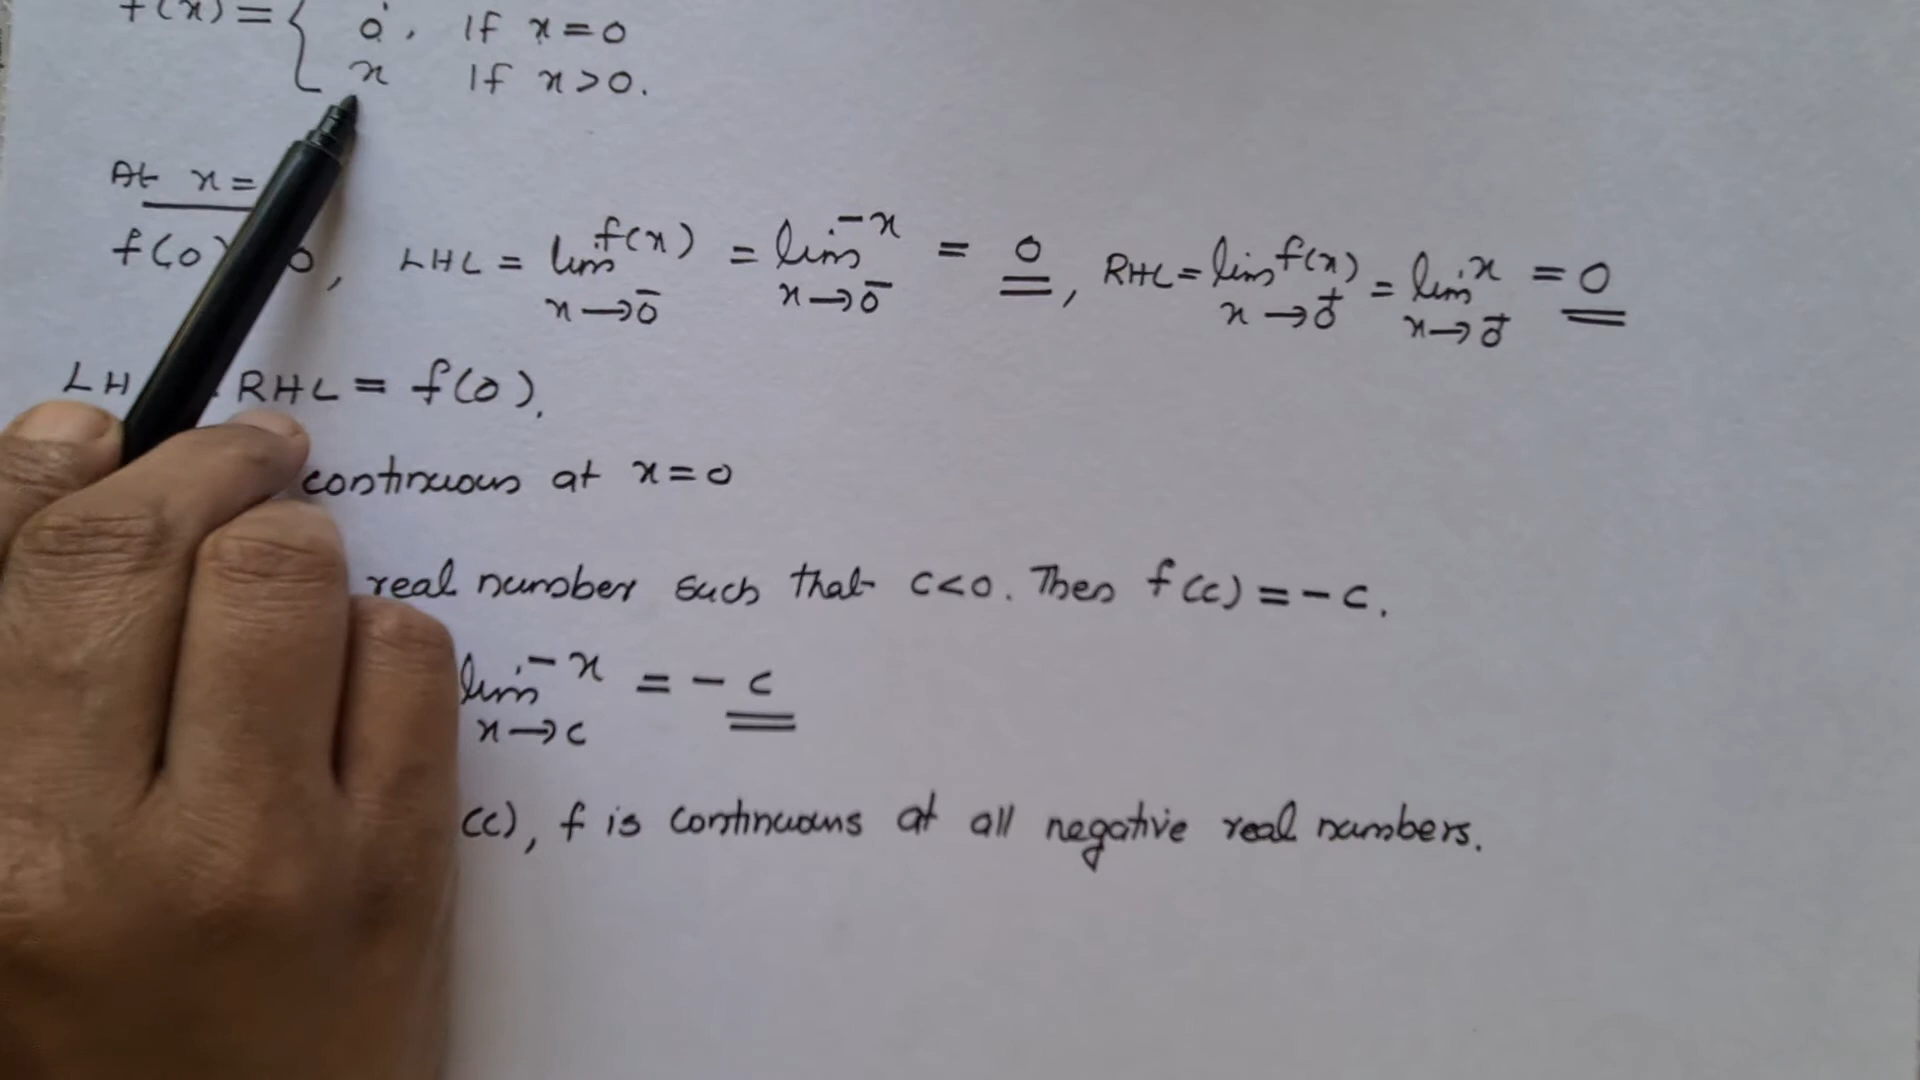 f(x) = { 0, If x=0
x If x>0.
At x=
f(0) 0, LHL = lim x→0⁻ f(x) = lim x→0⁻ -x = 0, RHL = lim x→0⁺ f(x) = lim x→0⁺ x = 0
LH RHL = f(0).
continuous at x=0
real number such that c<0. Then f(c) = -c.
lim x→c -x = -c
(c), f is continuous at all negative real numbers.